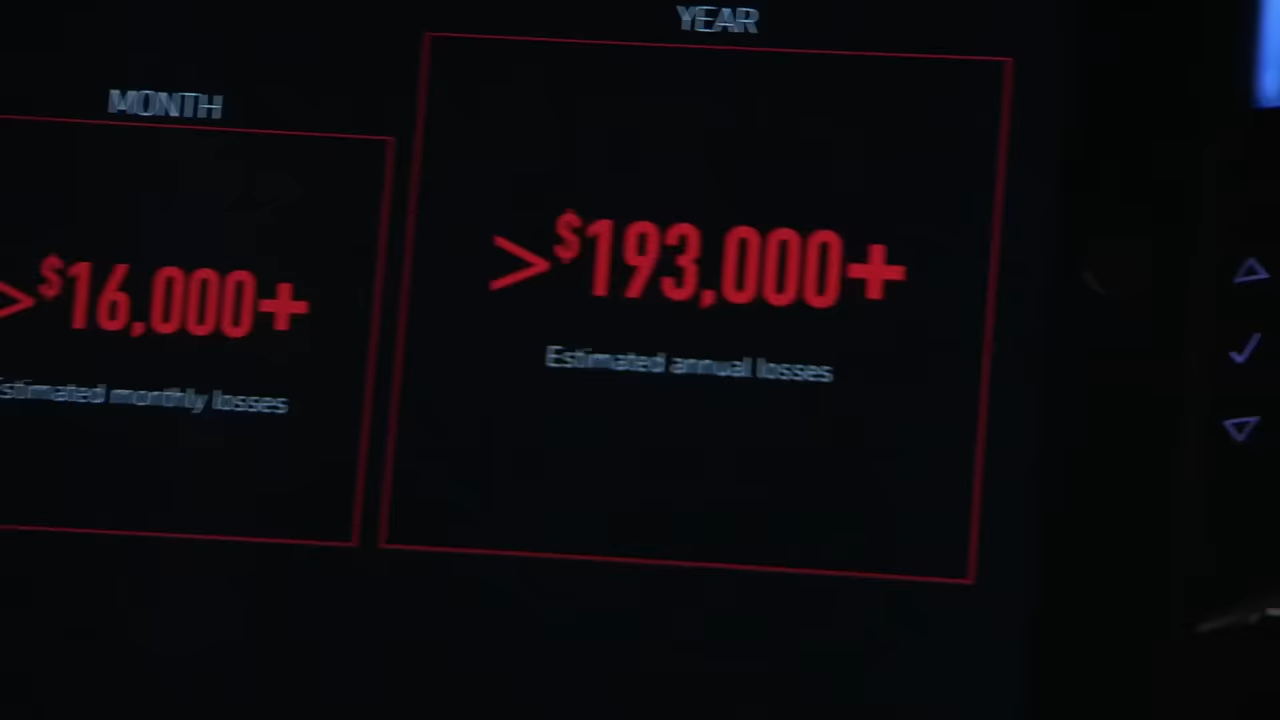 MONTH
>$16,000+
Estimated monthly losses
YEAR
>$193,000+
Estimated annual losses